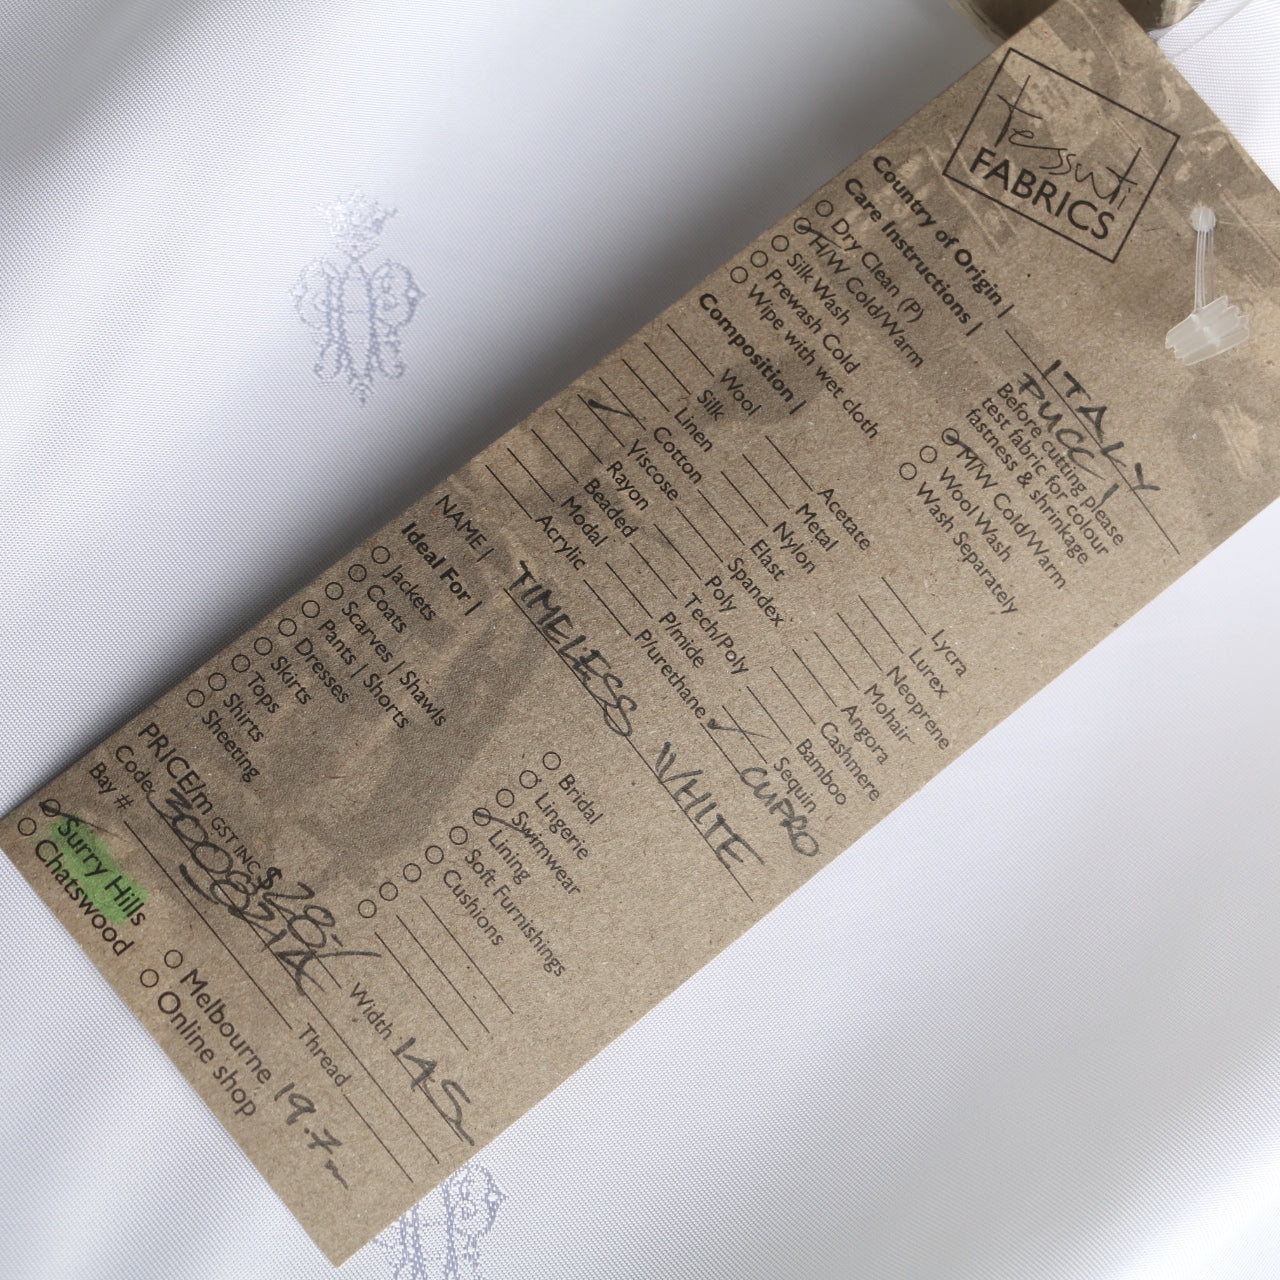 Tessuti
FABRICS
Country of Origin | ITALY
Care Instructions | PUCCI
Dry Clean (P)
H/W Cold/Warm
Silk Wash
Prewash Cold
Wipe with wet cloth
Before cutting please
test fabric for colour
fastness & shrinkage
M/W Cold/Warm
Wool Wash
Wash Separately
Composition |
Wool
Silk
Linen
Cotton
Viscose
Rayon
Beaded
Modal
Acrylic
Acetate
Metal
Nylon
Elast
Spandex
Poly
Tech/Poly
P/mide
P/urethane
Lycra
Lurex
Neoprene
Mohair
Angora
Cashmere
Bamboo
Sequin
CUPRO
NAME | TIMELESS WHITE
Ideal For |
Jackets
Coats
Scarves | Shawls
Pants | Shorts
Dresses
Skirts
Tops
Shirts
Sheeting
Bridal
Lingerie
Swimwear
Lining
Soft Furnishings
Cushions
PRICE/m GST INC $28-/ Width 145
Code
Bay # Thread
Surry Hills
Chatswood
Melbourne 19.7m
Online shop